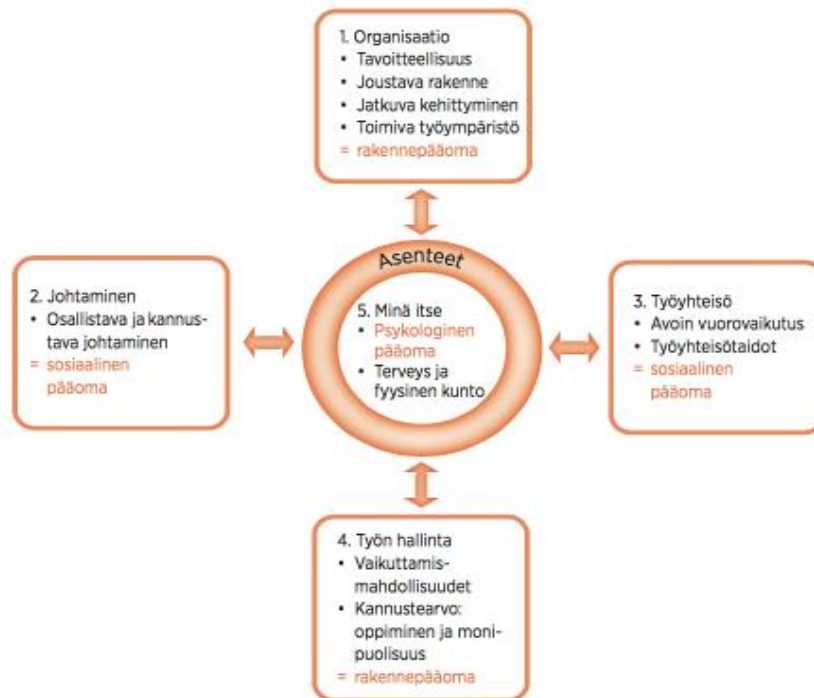 1. Organisaatio
• Tavoitteellisuus
• Joustava rakenne
• Jatkuva kehittyminen
• Toimiva työympäristö
= rakennepääoma
2. Johtaminen
• Osallistava ja kannus-
tava johtaminen
= sosiaalinen
pääoma
Asenteet
5. Minä itse
• Psykologinen
pääoma
• Terveys ja
fyysinen kunto
3. Työyhteisö
• Avoin vuorovaikutus
• Työyhteisötaidot
= sosiaalinen
pääoma
4. Työn hallinta
• Vaikuttamis-
mahdollisuudet
• Kannustearvo:
oppiminen ja moni-
puolisuus
= rakennepääoma